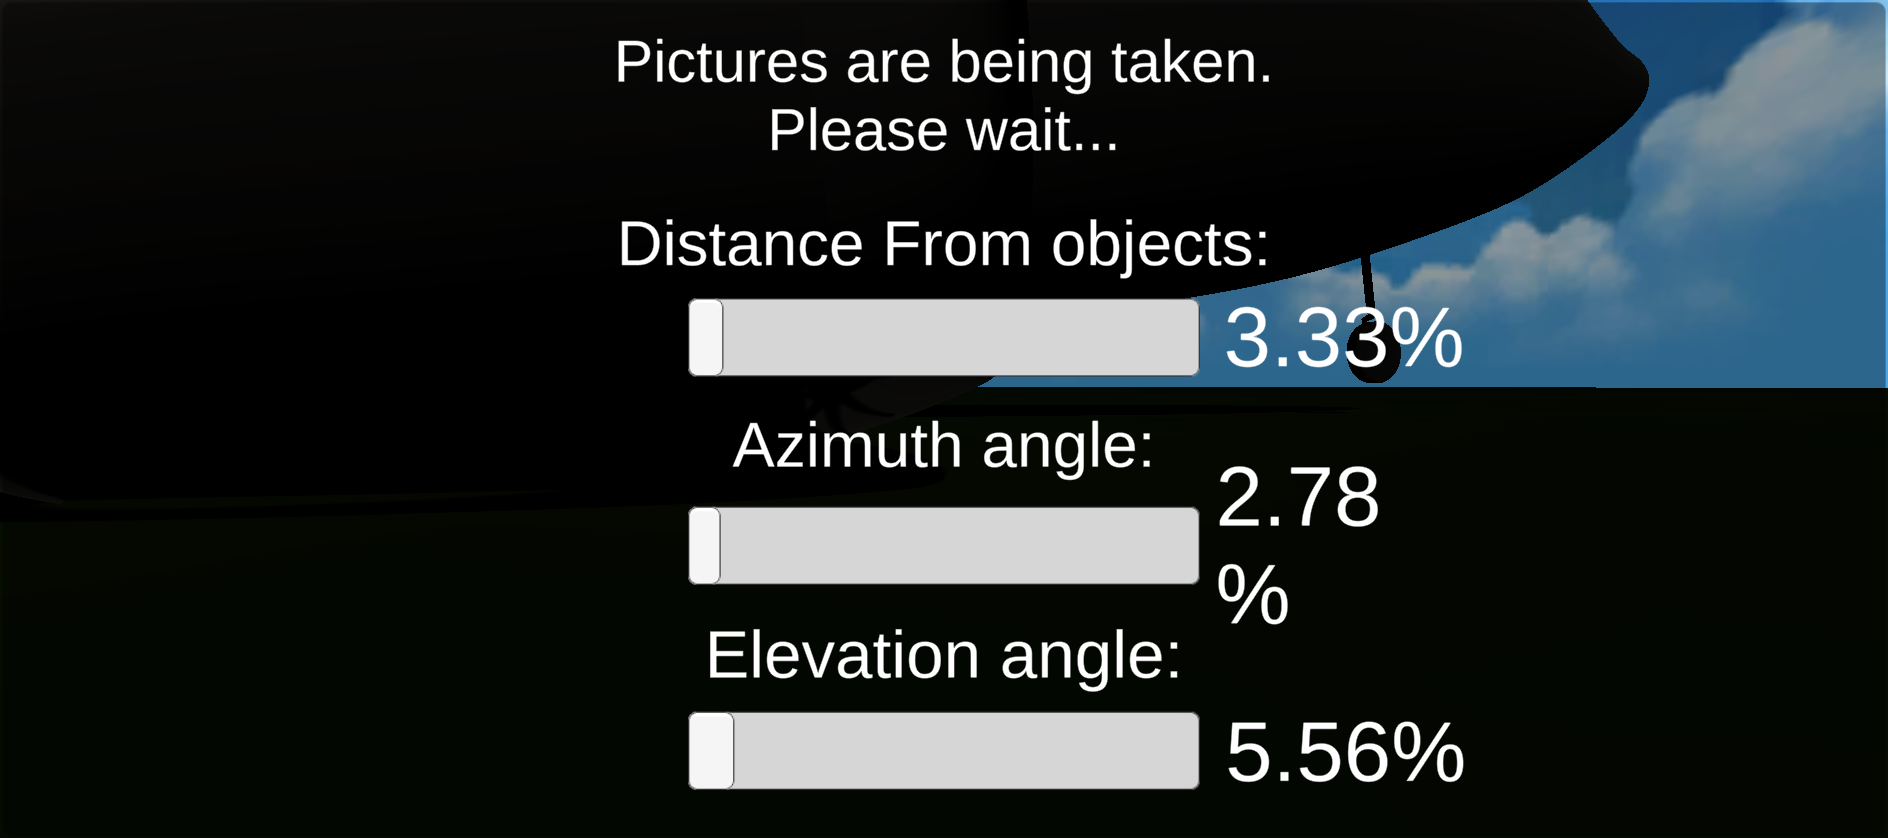 Pictures are being taken.
Please wait...
Distance From objects:
3.33%
Azimuth angle:
2.78
%
Elevation angle:
5.56%